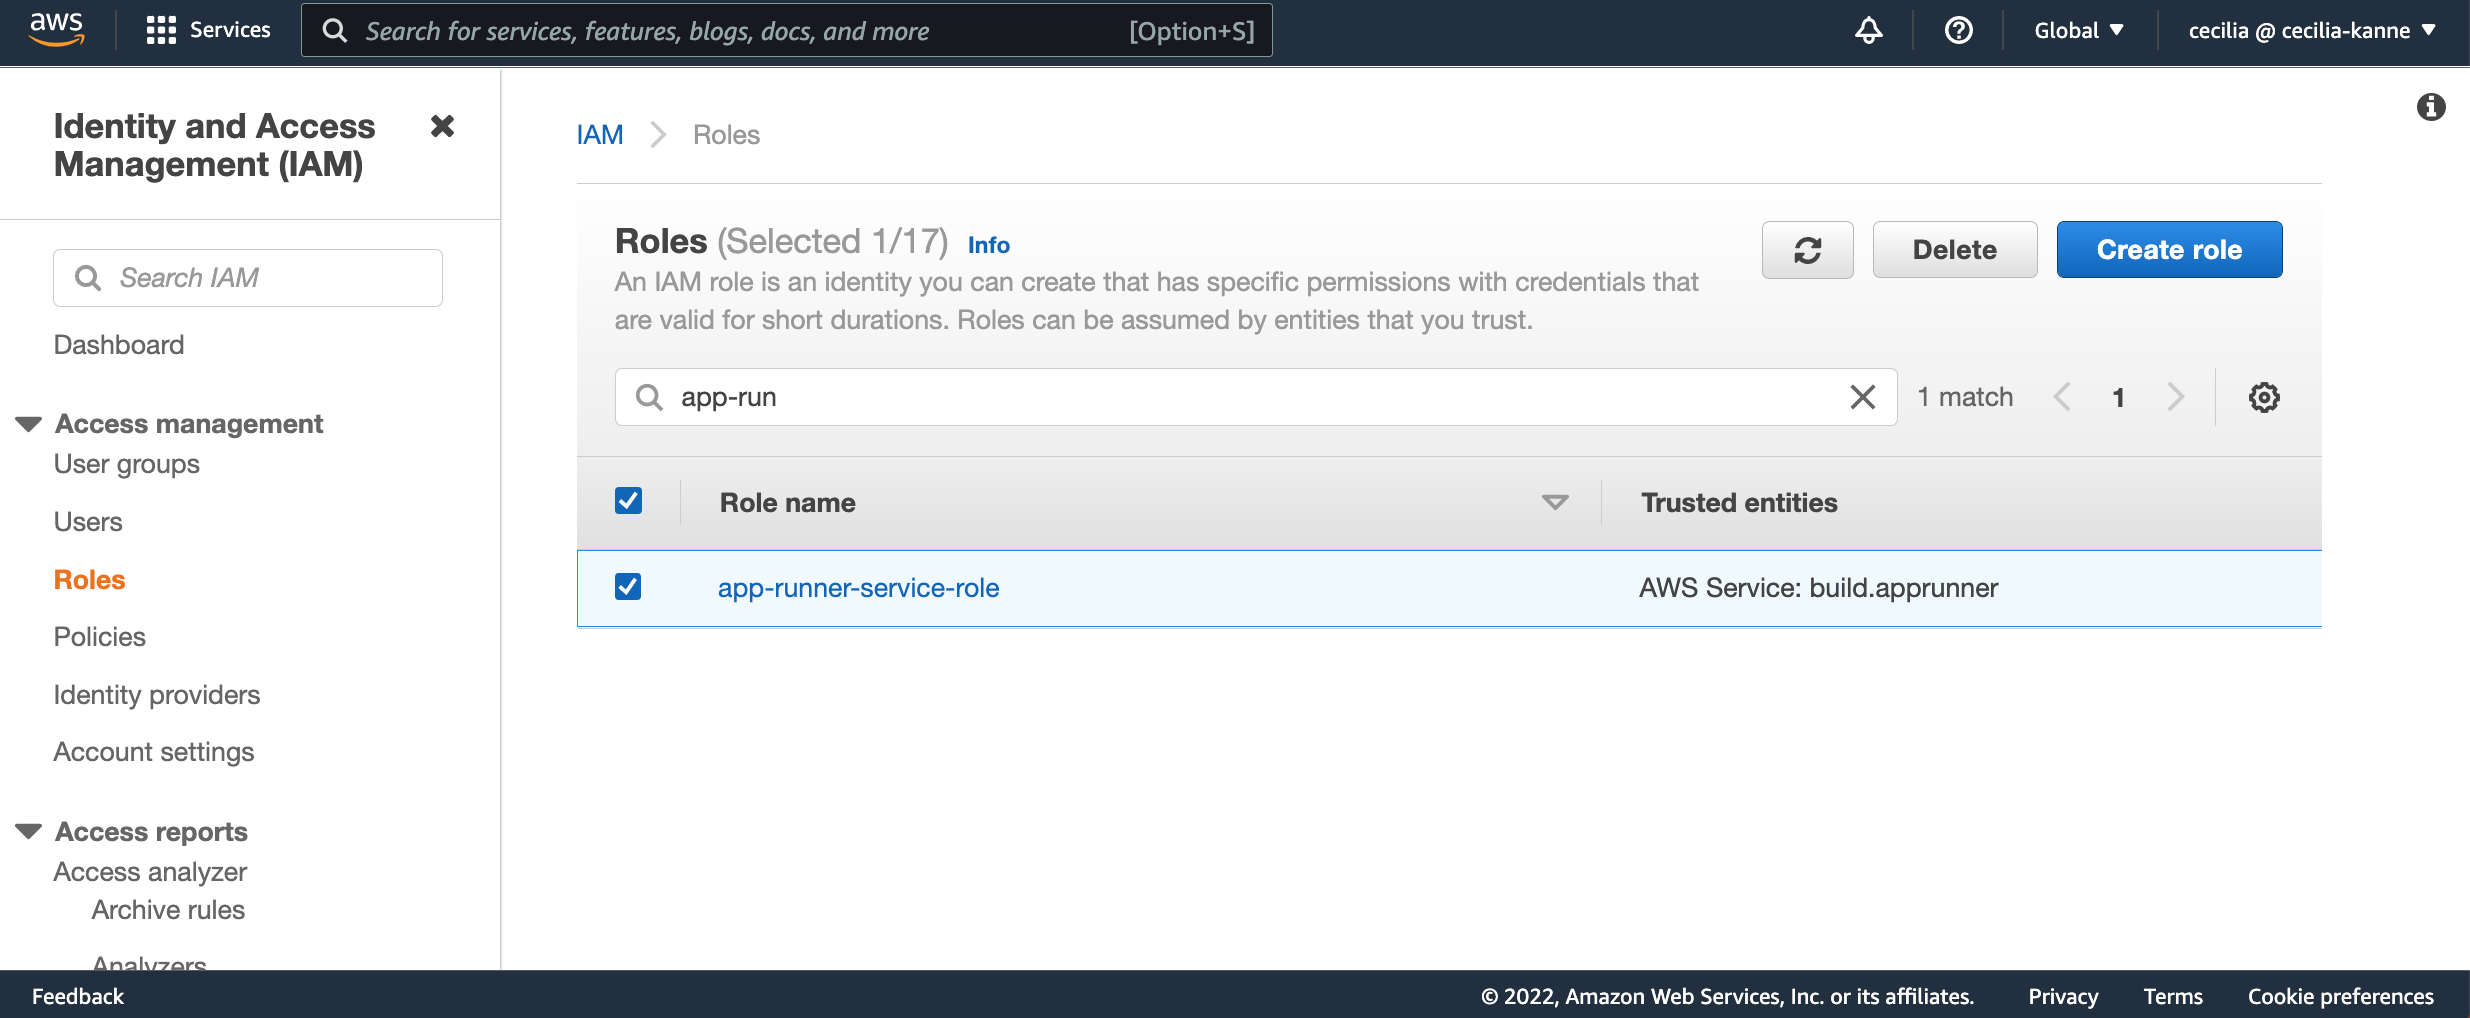 aws
Services
Search for services, features, blogs, docs, and more
[Option+S]
Global
cecilia @ cecilia-kanne
Identity and Access
Management (IAM)
Search IAM
Dashboard
Access management
User groups
Users
Roles
Policies
Identity providers
Account settings
Access reports
Access analyzer
Archive rules
Analyzers
IAM
Roles
Roles (Selected 1/17) Info
An IAM role is an identity you can create that has specific permissions with credentials that
are valid for short durations. Roles can be assumed by entities that you trust.
Delete
Create role
app-run
1 match
1
Role name
Trusted entities
app-runner-service-role
AWS Service: build.apprunner
Feedback
© 2022, Amazon Web Services, Inc. or its affiliates.
Privacy
Terms
Cookie preferences